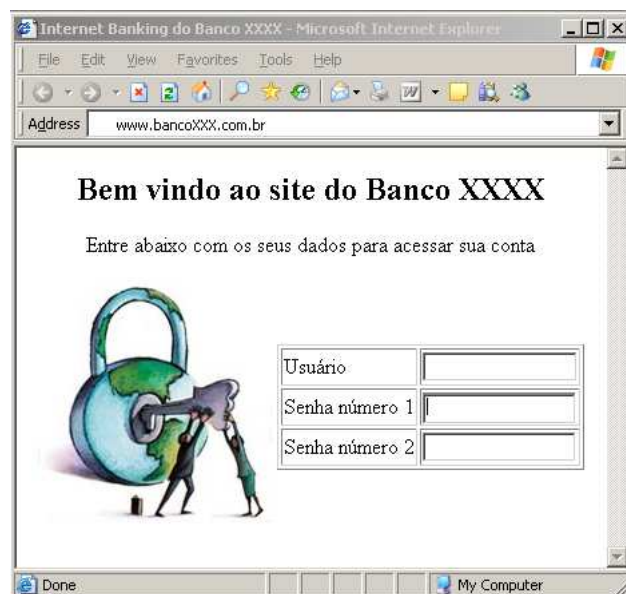 Internet Banking do Banco XXXX - Microsoft Internet Explorer
File Edit View Favorites Tools Help
Address www.bancoXXX.com.br
Bem vindo ao site do Banco XXXX
Entre abaixo com os seus dados para acessar sua conta
Usuário
Senha número 1
Senha número 2
Done My Computer